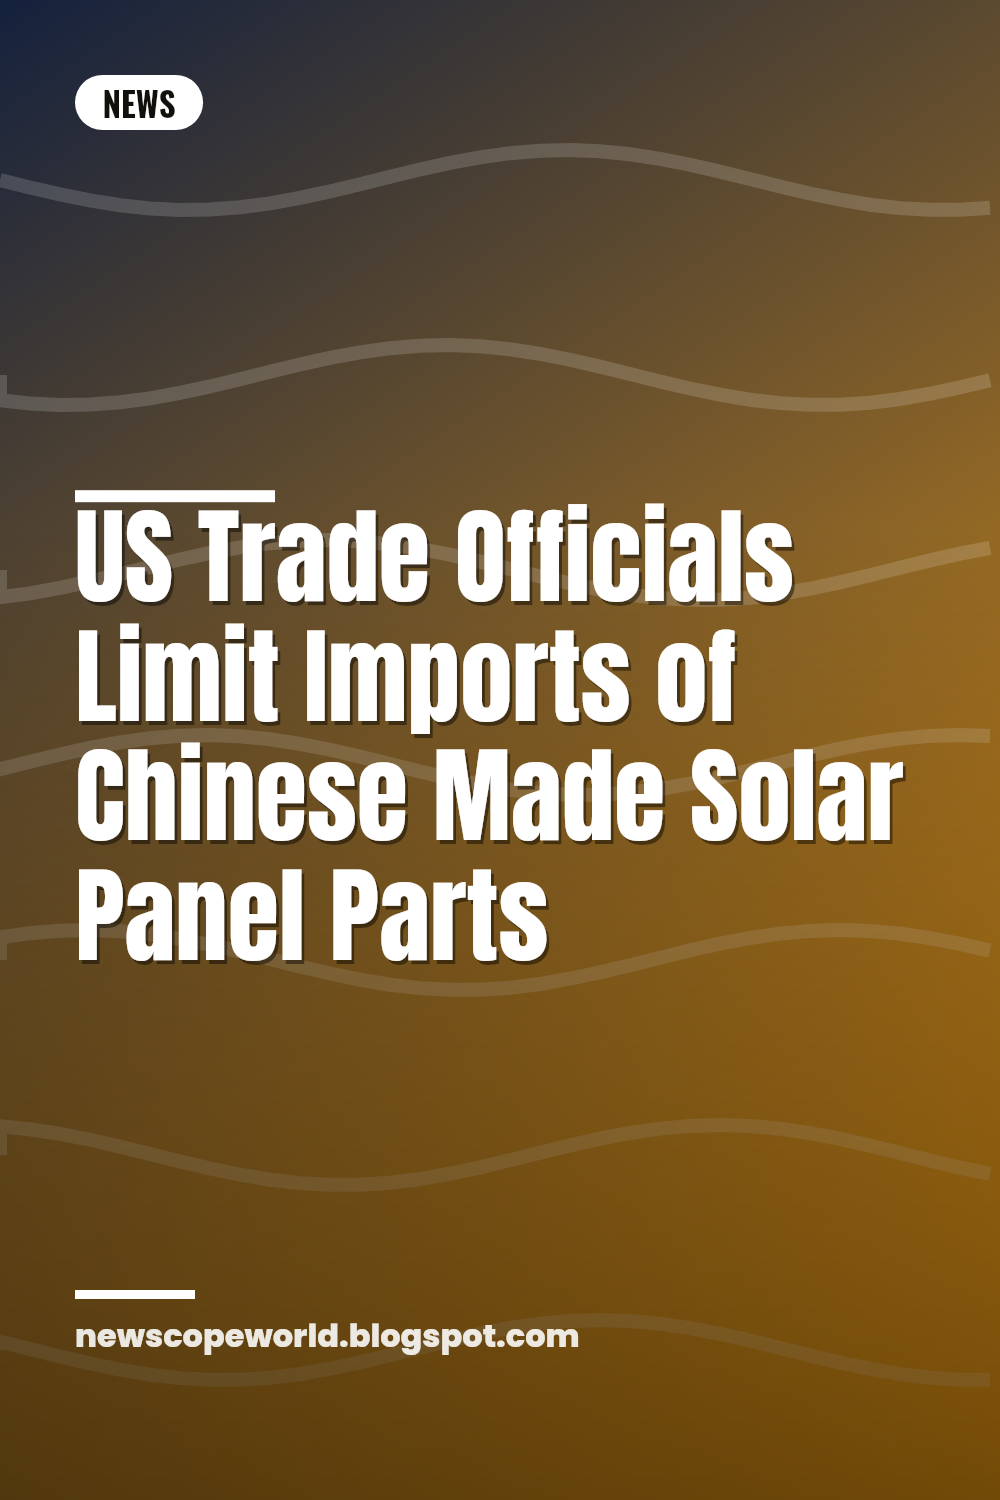 NEWS
US Trade Officials
Limit Imports of
Chinese Made Solar
Panel Parts
newscopeworld.blogspot.com